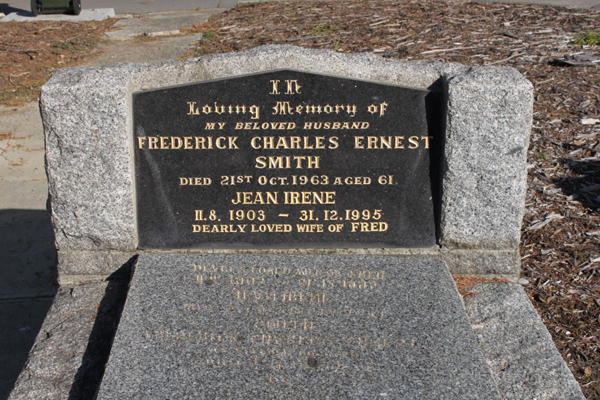 In
Loving Memory of
MY BELOVED HUSBAND
FREDERICK CHARLES ERNEST
SMITH
DIED 21ST OCT. 1963 AGED 61.
JEAN IRENE
11.8. 1903 – 31.12.1995
DEARLY LOVED WIFE OF FRED